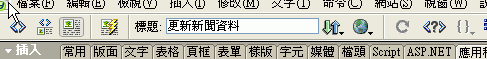 檔案(F) 編輯(E) 檢視(V) 插入(I) 修改(M) 文字(T) 命令(C) 網站(S) 視窗(W)
標題: 更新新聞資料
插入 常用 版面 文字 表格 頁框 表單 樣版 字元 媒體 檔頭 Script ASP.NET 應用